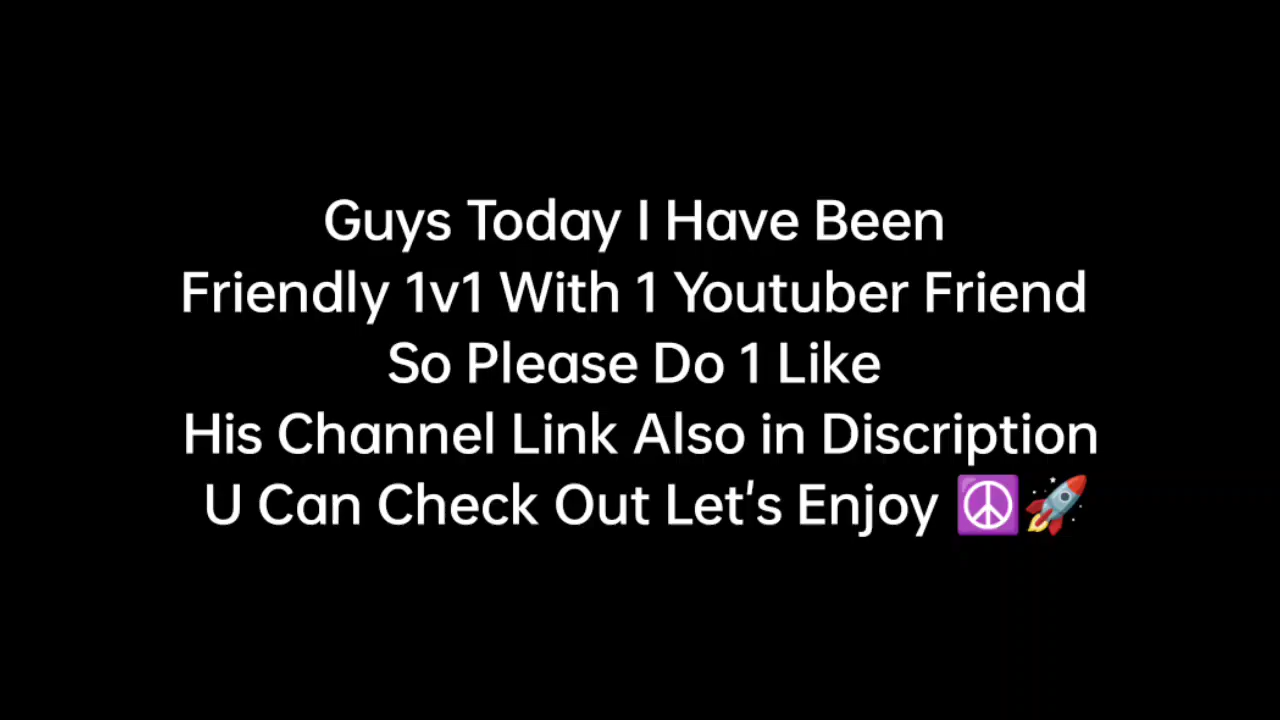 Guys Today I Have Been
Friendly 1v1 With 1 Youtuber Friend
So Please Do 1 Like
His Channel Link Also in Discription
U Can Check Out Let's Enjoy ☮️🚀